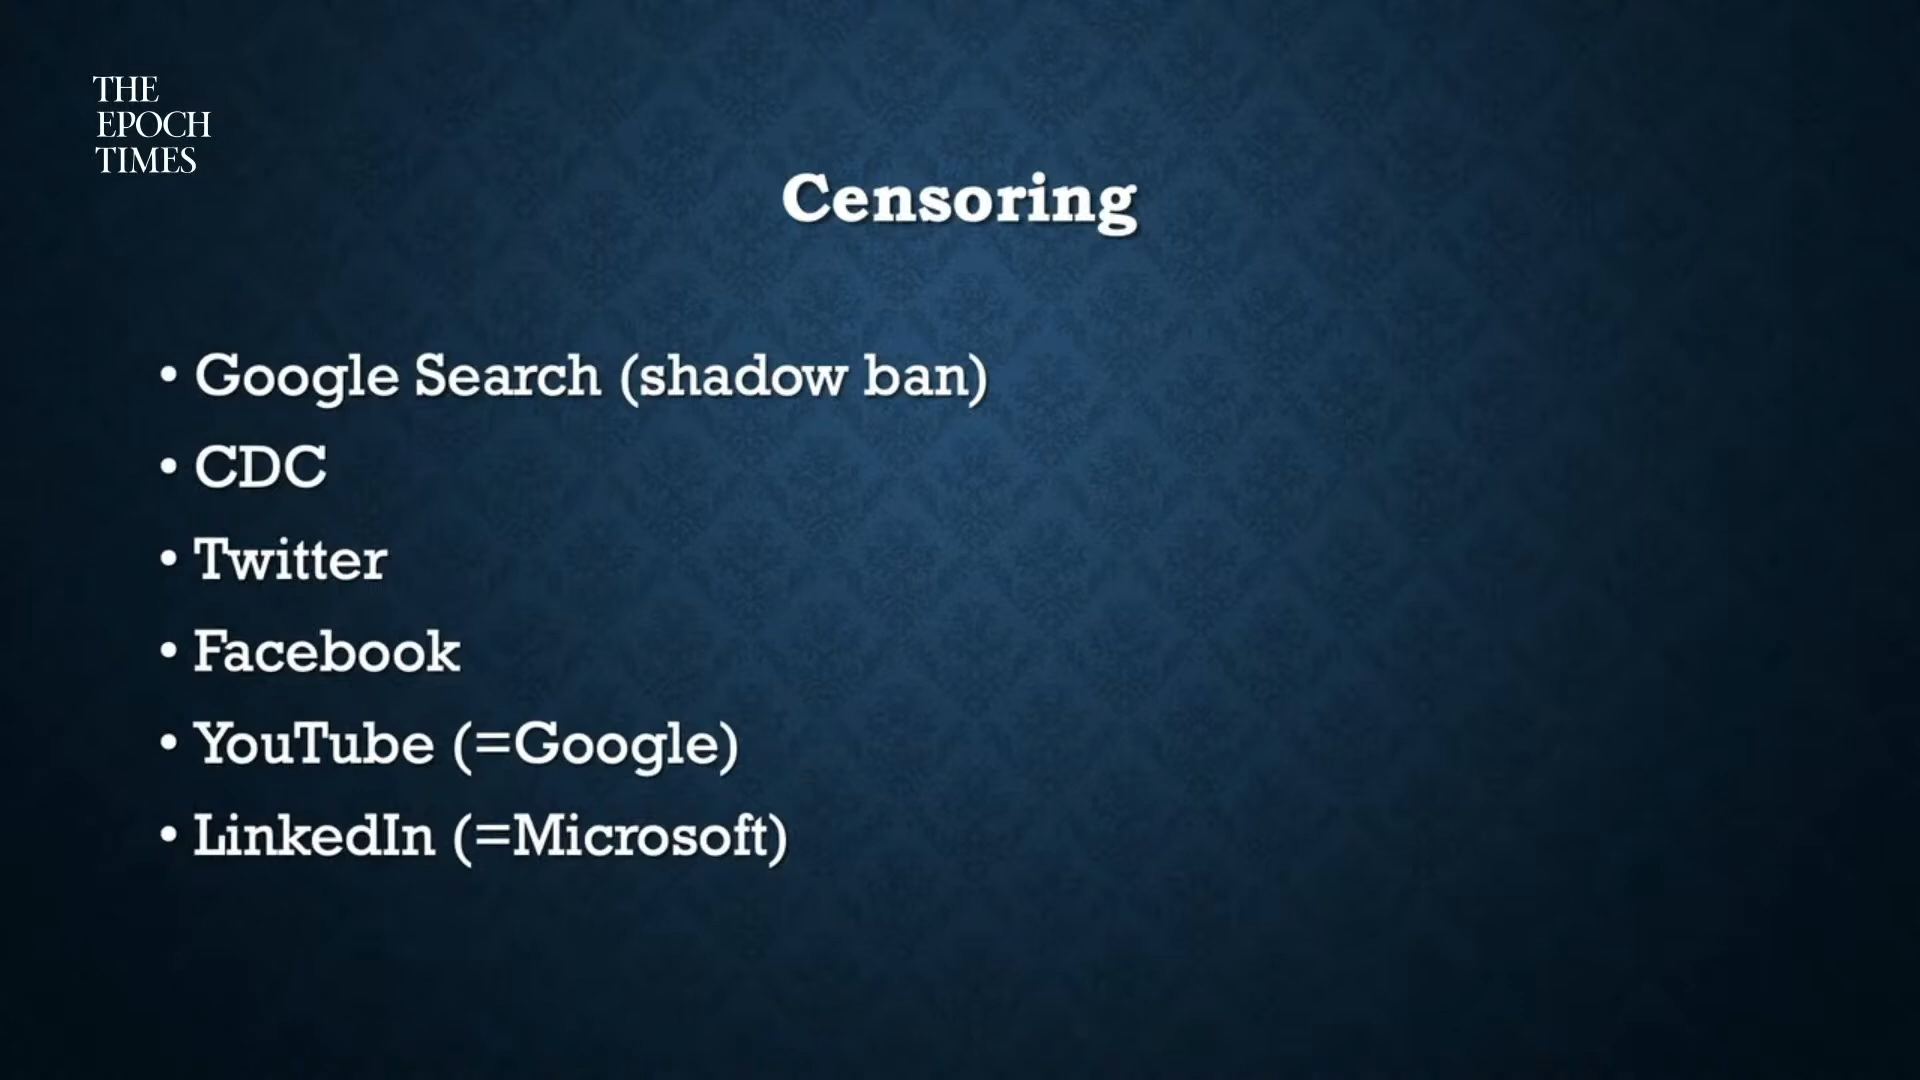 THE
EPOCH
TIMES
Censoring
• Google Search (shadow ban)
• CDC
• Twitter
• Facebook
• YouTube (=Google)
• LinkedIn (=Microsoft)